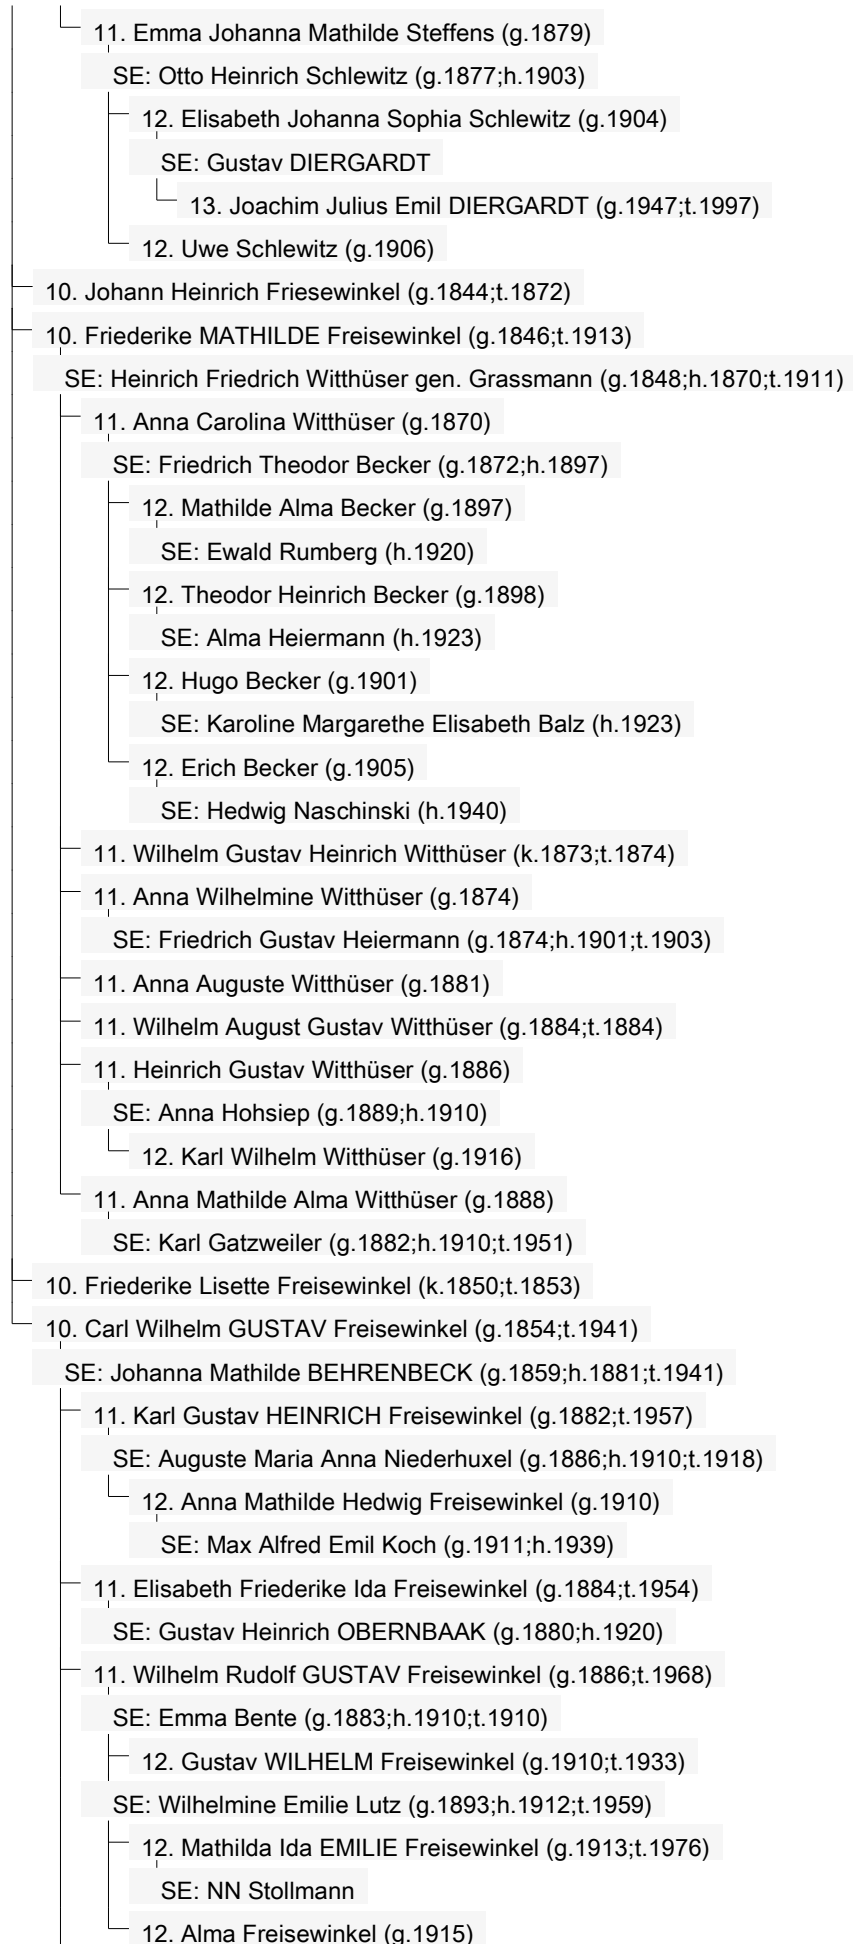 11. Emma Johanna Mathilde Steffens (g.1879)
SE: Otto Heinrich Schlewitz (g.1877;h.1903)
12. Elisabeth Johanna Sophia Schlewitz (g.1904)
SE: Gustav DIERGARDT
13. Joachim Julius Emil DIERGARDT (g.1947;t.1997)
12. Uwe Schlewitz (g.1906)
10. Johann Heinrich Friesewinkel (g.1844;t.1872)
10. Friederike MATHILDE Freisewinkel (g.1846;t.1913)
SE: Heinrich Friedrich Witthüser gen. Grassmann (g.1848;h.1870;t.1911)
11. Anna Carolina Witthüser (g.1870)
SE: Friedrich Theodor Becker (g.1872;h.1897)
12. Mathilde Alma Becker (g.1897)
SE: Ewald Rumberg (h.1920)
12. Theodor Heinrich Becker (g.1898)
SE: Alma Heiermann (h.1923)
12. Hugo Becker (g.1901)
SE: Karoline Margarethe Elisabeth Balz (h.1923)
12. Erich Becker (g.1905)
SE: Hedwig Naschinski (h.1940)
11. Wilhelm Gustav Heinrich Witthüser (k.1873;t.1874)
11. Anna Wilhelmine Witthüser (g.1874)
SE: Friedrich Gustav Heiermann (g.1874;h.1901;t.1903)
11. Anna Auguste Witthüser (g.1881)
11. Wilhelm August Gustav Witthüser (g.1884;t.1884)
11. Heinrich Gustav Witthüser (g.1886)
SE: Anna Hohsiep (g.1889;h.1910)
12. Karl Wilhelm Witthüser (g.1916)
11. Anna Mathilde Alma Witthüser (g.1888)
SE: Karl Gatzweiler (g.1882;h.1910;t.1951)
10. Friederike Lisette Freisewinkel (k.1850;t.1853)
10. Carl Wilhelm GUSTAV Freisewinkel (g.1854;t.1941)
SE: Johanna Mathilde BEHRENBECK (g.1859;h.1881;t.1941)
11. Karl Gustav HEINRICH Freisewinkel (g.1882;t.1957)
SE: Auguste Maria Anna Niederhuxel (g.1886;h.1910;t.1918)
12. Anna Mathilde Hedwig Freisewinkel (g.1910)
SE: Max Alfred Emil Koch (g.1911;h.1939)
11. Elisabeth Friederike Ida Freisewinkel (g.1884;t.1954)
SE: Gustav Heinrich OBERNBAAK (g.1880;h.1920)
11. Wilhelm Rudolf GUSTAV Freisewinkel (g.1886;t.1968)
SE: Emma Bente (g.1883;h.1910;t.1910)
12. Gustav WILHELM Freisewinkel (g.1910;t.1933)
SE: Wilhelmine Emilie Lutz (g.1893;h.1912;t.1959)
12. Mathilda Ida EMILIE Freisewinkel (g.1913;t.1976)
SE: NN Stollmann
12. Alma Freisewinkel (g.1915)